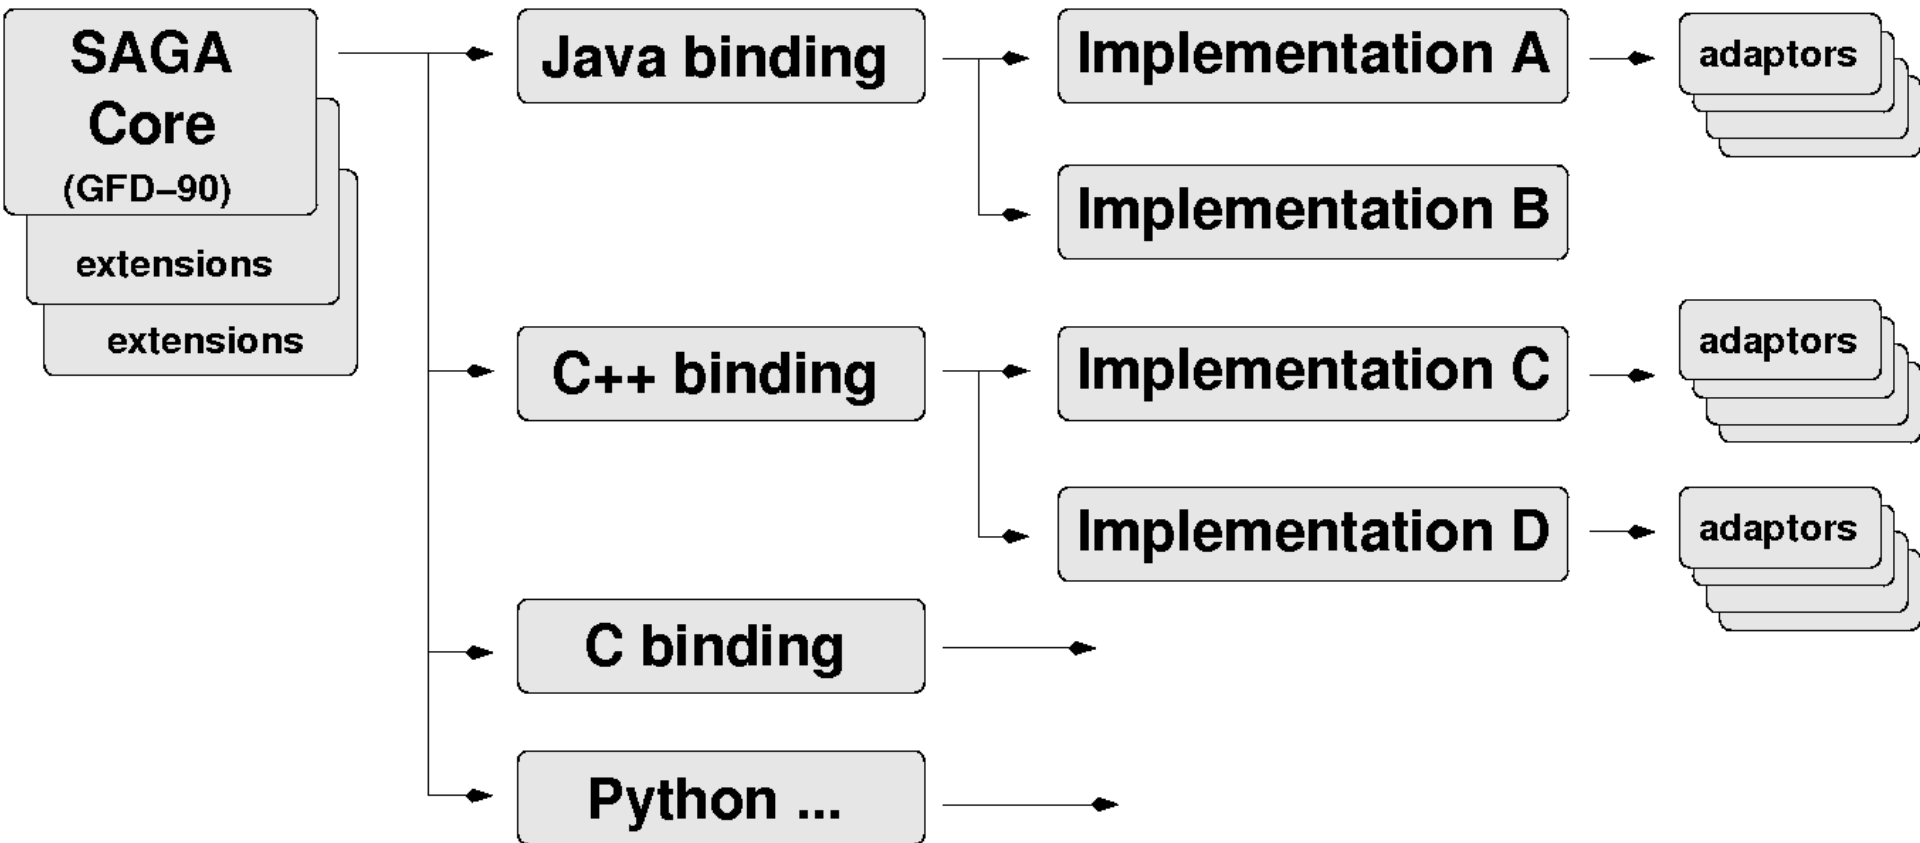 SAGA
Core
(GFD–90)
extensions
extensions
Java binding
Implementation A
adaptors
Implementation B
C++ binding
Implementation C
adaptors
Implementation D
adaptors
C binding
Python ...